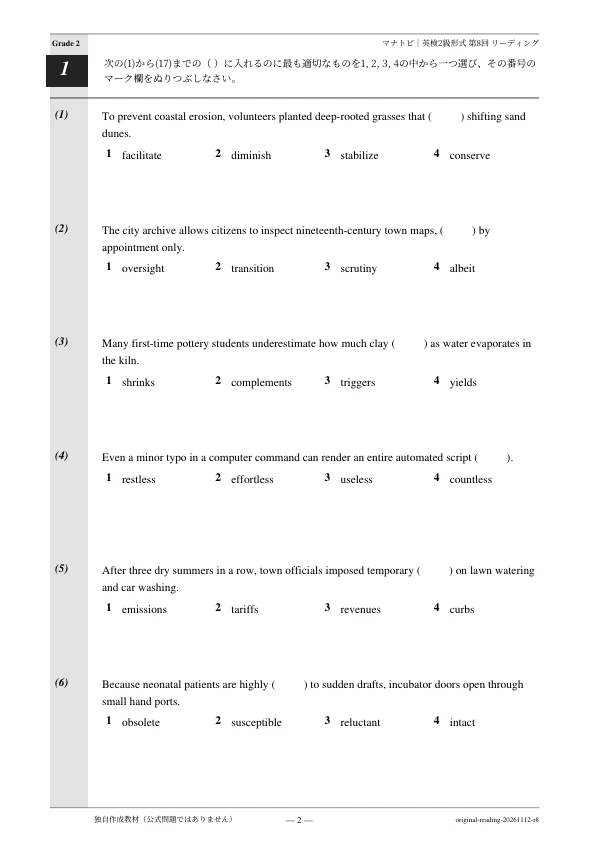 Grade 2
マナトビ｜英検2級形式 第8回 リーディング
1
次の(1)から(17)までの（ ）に入れるのに最も適切なものを1, 2, 3, 4の中から一つ選び、その番号の
マーク欄をぬりつぶしなさい。
(1)
To prevent coastal erosion, volunteers planted deep-rooted grasses that ( ) shifting sand
dunes.
1 facilitate 2 diminish 3 stabilize 4 conserve
(2)
The city archive allows citizens to inspect nineteenth-century town maps, ( ) by
appointment only.
1 oversight 2 transition 3 scrutiny 4 albeit
(3)
Many first-time pottery students underestimate how much clay ( ) as water evaporates in
the kiln.
1 shrinks 2 complements 3 triggers 4 yields
(4)
Even a minor typo in a computer command can render an entire automated script ( ).
1 restless 2 effortless 3 useless 4 countless
(5)
After three dry summers in a row, town officials imposed temporary ( ) on lawn watering
and car washing.
1 emissions 2 tariffs 3 revenues 4 curbs
(6)
Because neonatal patients are highly ( ) to sudden drafts, incubator doors open through
small hand ports.
1 obsolete 2 susceptible 3 reluctant 4 intact
独自作成教材（公式問題ではありません）
— 2 —
original-reading-20261112-r8